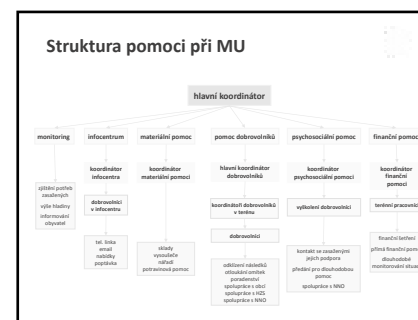 Struktura pomoci při MU
hlavní koordinátor
monitoring
infocentrum
materiální pomoc
pomoc dobrovolníků
psychosociální pomoc
finanční pomoc
zjištění potřeb
zasažených
výše hladiny
informování
obyvatel
koordinátor
infocentra
dobrovolníci
v infocentru
tel. linka
email
nabídky
poptávka
koordinátor
materiální pomoci
sklady
vysoušeče
nářadí
potravinová pomoc
hlavní koordinátor
dobrovolníků
koordinátoři dobrovolníků
v terénu
dobrovolníci
odklízení následků
otloukání omítek
poradenství
spolupráce s obcí
spolupráce s HZS
spolupráce s NNO
koordinátor
psychosociální pomoci
vyškolení dobrovolníci
kontakt se zasaženými
jejich podpora
předání pro dlouhodobou
pomoc
spolupráce s NNO
koordinátor
finanční
pomoci
terénní pracovníci
finanční šetření
přímá finanční pomoc
dlouhodobé
monitorování situace